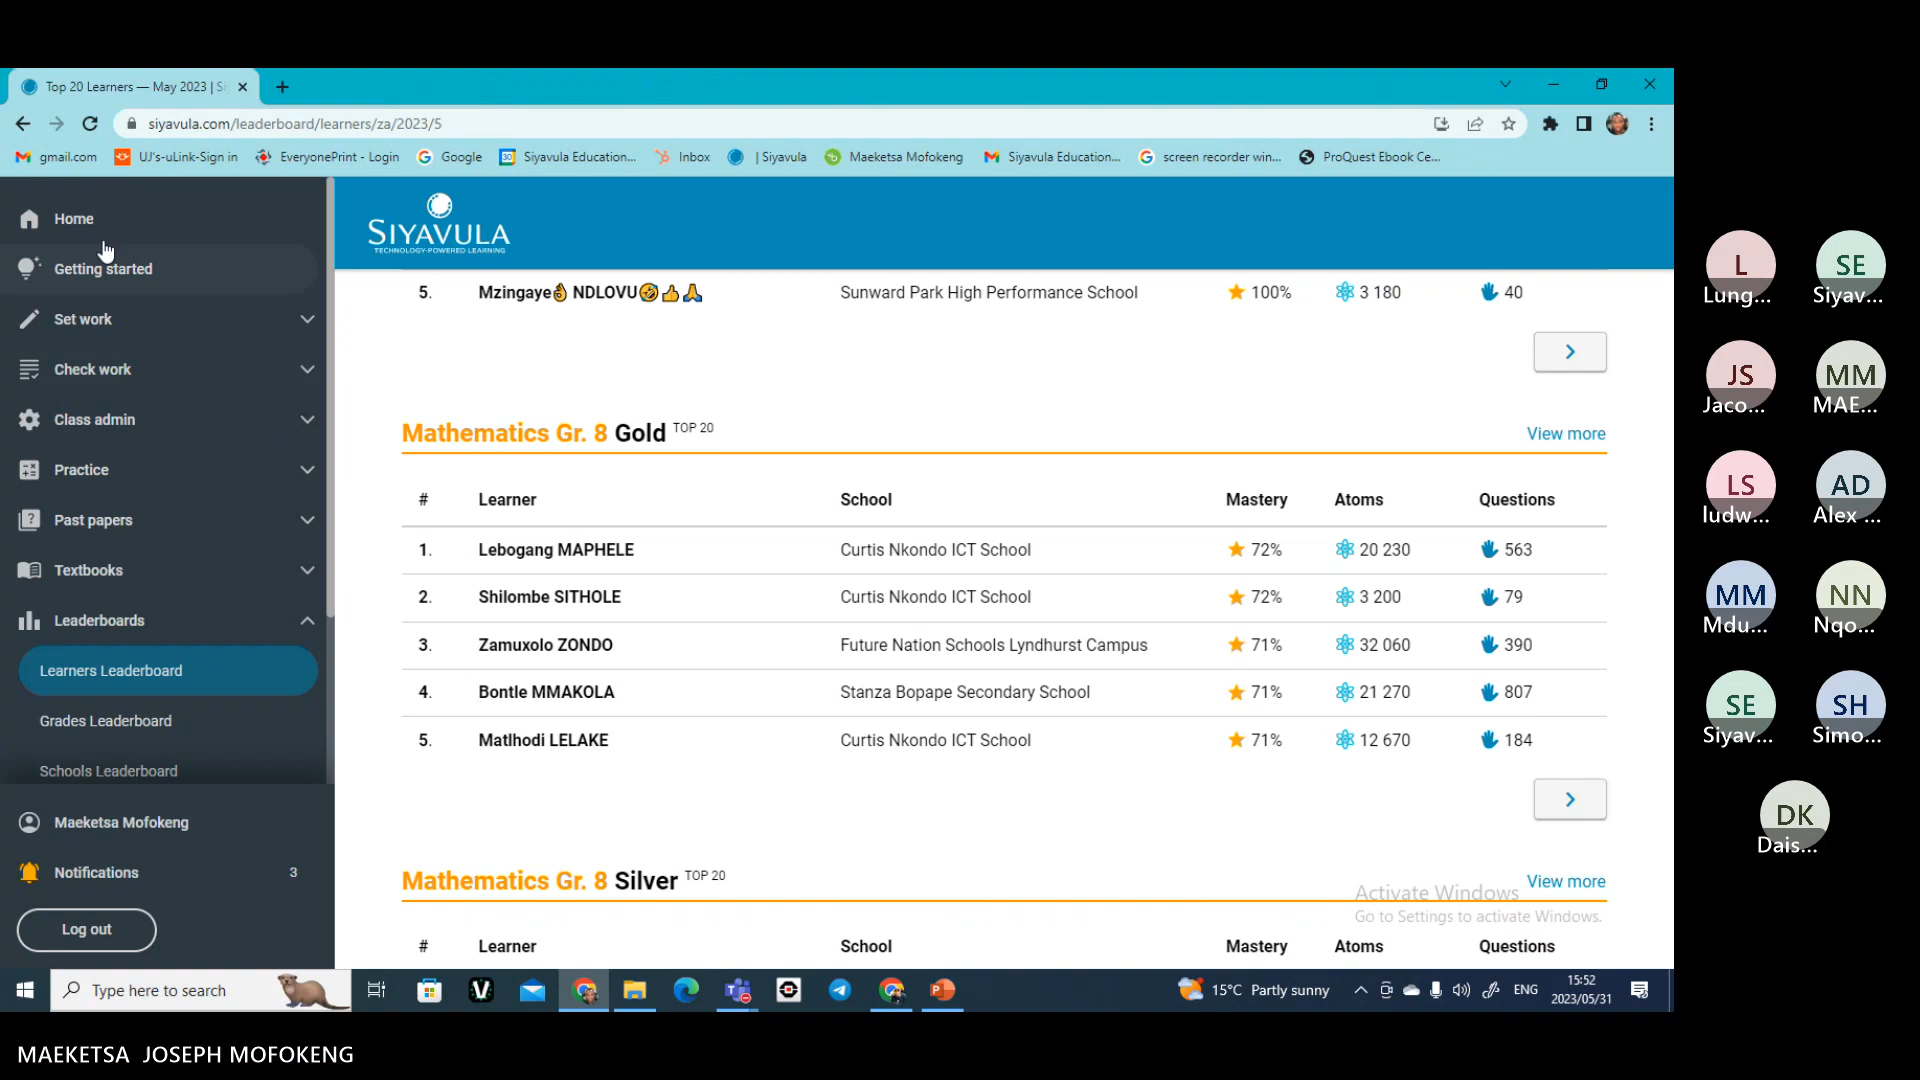 Top 20 Learners — May 2023 | S
siyavula.com/leaderboard/learners/za/2023/5
gmail.com
UJ's-uLink-Sign in
EveryonePrint - Login
Google
Siyavula Education...
Inbox
| Siyavula
Maeketsa Mofokeng
Siyavula Education...
screen recorder win...
ProQuest Ebook Ce...
Home
Getting started
Set work
Check work
Class admin
Practice
Past papers
Textbooks
Leaderboards
Learners Leaderboard
Grades Leaderboard
Schools Leaderboard
Maeketsa Mofokeng
Notifications 3
Log out
SIYAVULA
TECHNOLOGY-POWERED LEARNING
5. Mzingaye👌 NDLOVU🤣👍🙏 Sunward Park High Performance School 100% 3 180 40
Mathematics Gr. 8 Gold TOP 20 View more
# Learner School Mastery Atoms Questions
1. Lebogang MAPHELE Curtis Nkondo ICT School 72% 20 230 563
2. Shilombe SITHOLE Curtis Nkondo ICT School 72% 3 200 79
3. Zamuxolo ZONDO Future Nation Schools Lyndhurst Campus 71% 32 060 390
4. Bontle MMAKOLA Stanza Bopape Secondary School 71% 21 270 807
5. Matlhodi LELAKE Curtis Nkondo ICT School 71% 12 670 184
Mathematics Gr. 8 Silver TOP 20 View more
Activate Windows
Go to Settings to activate Windows.
# Learner School Mastery Atoms Questions
Type here to search
15°C Partly sunny
ENG
15:52
2023/05/31
L
Lung...
SE
Siyav...
JS
Jaco...
MM
MAE...
LS
ludw...
AD
Alex ...
MM
Mdu...
NN
Nqo...
SE
Siyav...
SH
Simo...
DK
Dais...
MAEKETSA JOSEPH MOFOKENG